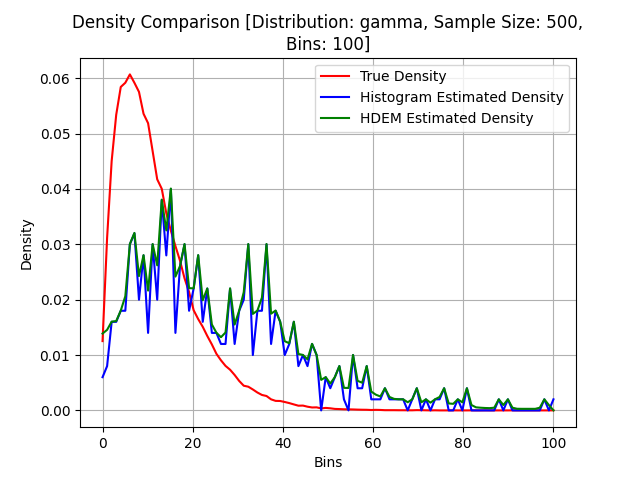 Density Comparison [Distribution: gamma, Sample Size: 500,
Bins: 100]
True Density
Histogram Estimated Density
HDEM Estimated Density
Density
0.06
0.05
0.04
0.03
0.02
0.01
0.00
0 20 40 60 80 100
Bins